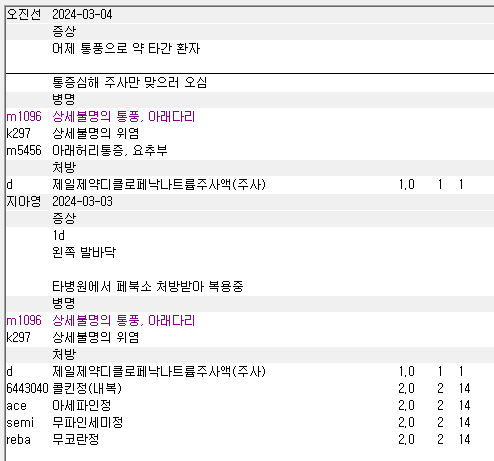 오진선 2024-03-04
증상
어제 통풍으로 약 타간 환자
통증심해 주사만 맞으러 오심
병명
m1096 상세불명의 통풍, 아래다리
k297 상세불명의 위염
m5456 아래허리통증, 요추부
처방
d 제일제약디클로페낙나트륨주사액(주사) 1,0 1 1
지아영 2024-03-03
증상
1d
왼쪽 발바닥
타병원에서 페북소 처방받아 복용중
병명
m1096 상세불명의 통풍, 아래다리
k297 상세불명의 위염
처방
d 제일제약디클로페낙나트륨주사액(주사) 1,0 1 1
6443040 콜킨정(내복) 2,0 2 14
ace 아세파인정 2,0 2 14
semi 무파인세미정 2,0 2 14
reba 무코란정 2,0 2 14